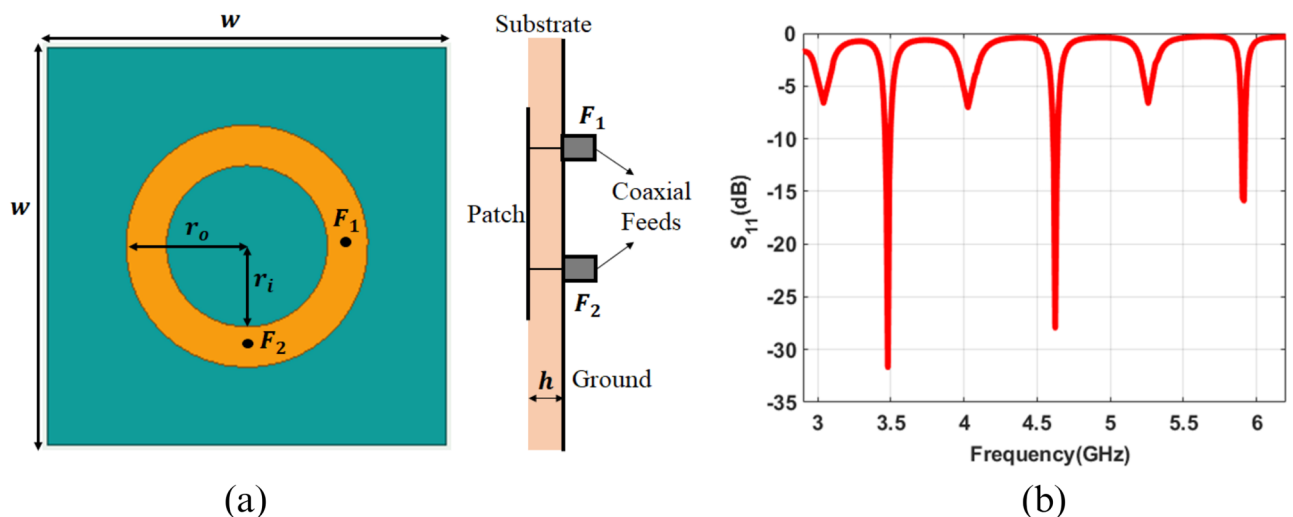 w
w
r_o
r_i
F_1
F_2
Substrate
F_1
Coaxial
Feeds
Patch
F_2
h
Ground
(a)
0
-5
-10
-15
-20
-25
-30
-35
S_11(dB)
3 3.5 4 4.5 5 5.5 6
Frequency(GHz)
(b)